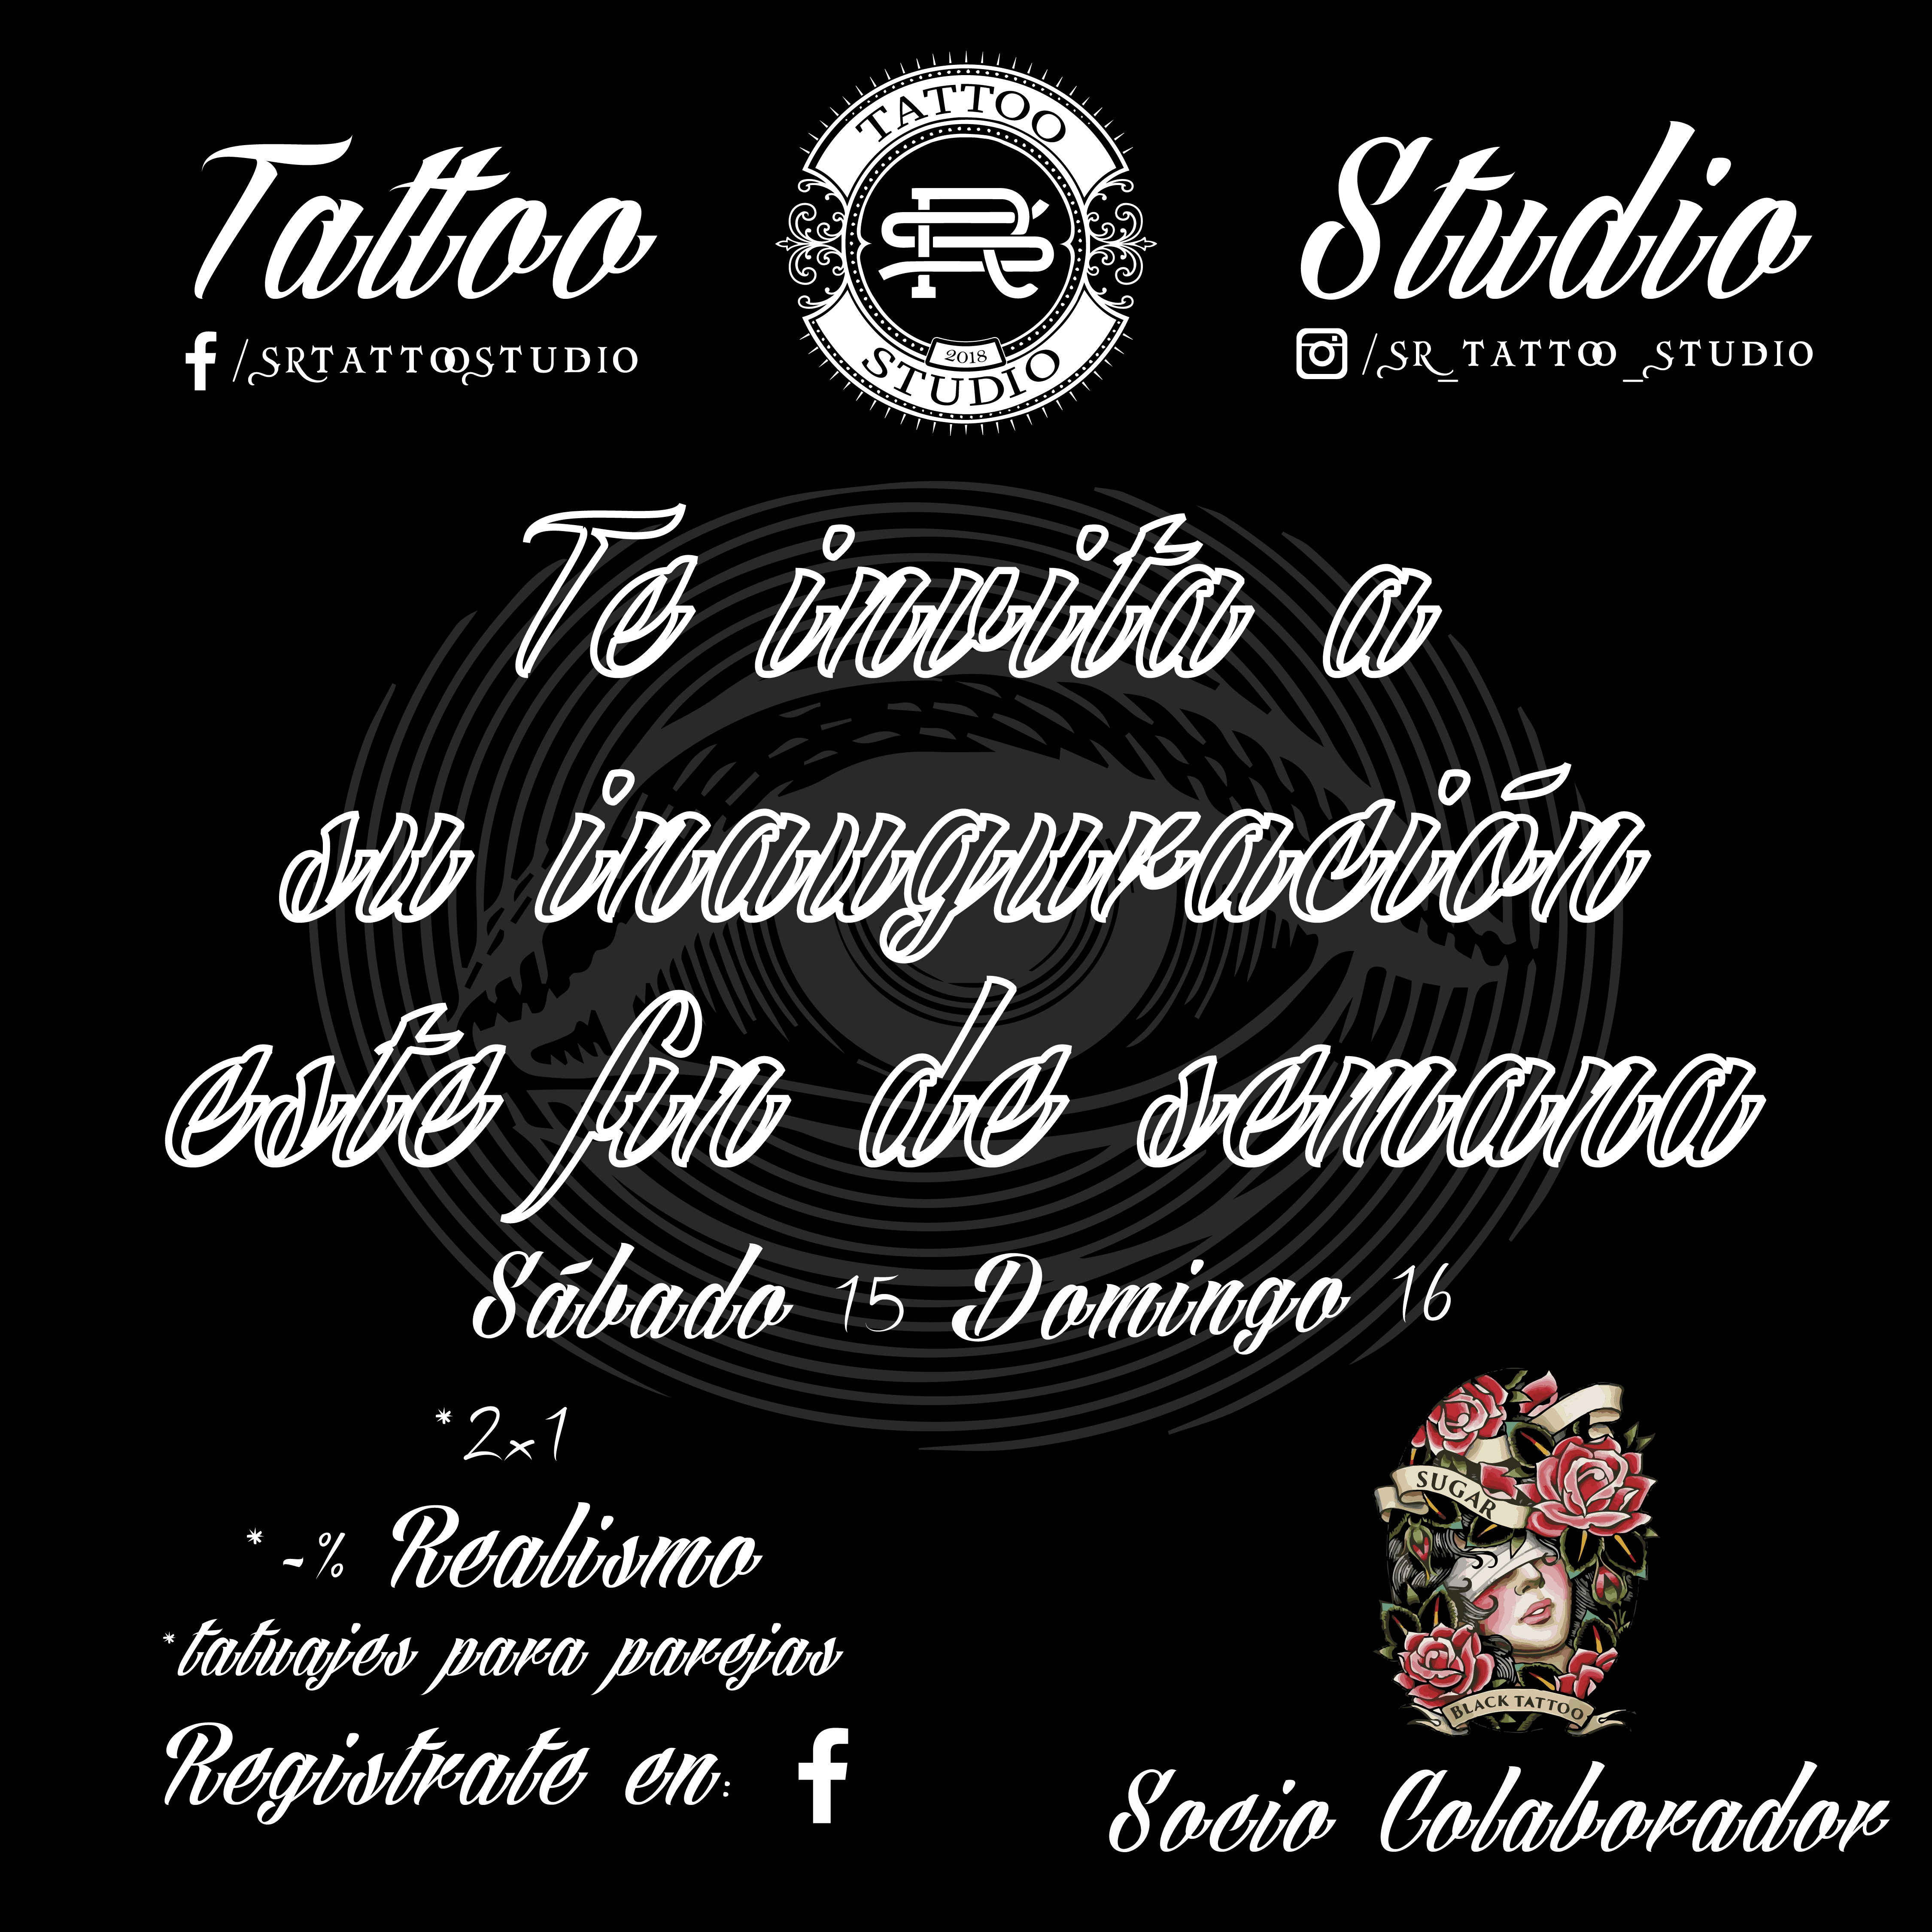 Tattoo
TATTOO
SR
2018
STUDIO
Studio
/SRTATTOOSTUDIO
/SR_TATTOO_STUDIO
Te invita a
su inauguración
este fin de semana
Sábado 15 Domingo 16
*2x1
* -% Realismo
*tatuajes para parejas
Registrate en:
SUGAR
BLACK TATTOO
Socio Colaborador